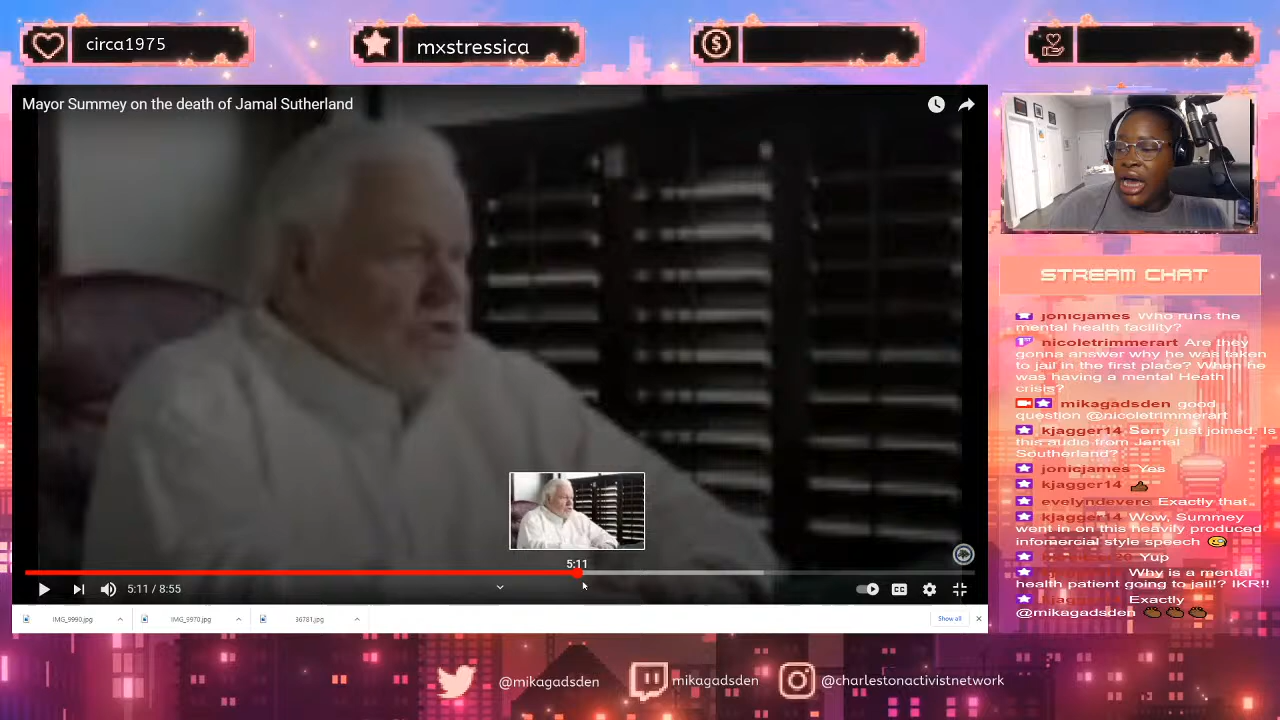 circa1975
mxstressica
Mayor Summey on the death of Jamal Sutherland
STREAM CHAT
jonicjames Who runs the
mental health facility?
nicoletrimmerart Are they
gonna answer why he was taken
to jail in the first place? When he
was having a mental Heath
crisis?
mikagadsden good
question @nicoletrimmerart
kjagger14 Sorry just joined. Is
this audio from Jamal
Southerland?
jonicjames Yes
kjagger14
evelyndevere Exactly that.
kjagger14 Wow, Summey
went in on this heavily produced
infomercial style speech
Yup
Why is a mental
health patient going to jail!? IKR!!
Exactly
@mikagadsden
5:11
5:11 / 8:55
CC
IMG_9990.jpg
IMG_9970.jpg
36781.jpg
Show all
@mikagadsden
mikagadsden
@charlestonactivistnetwork